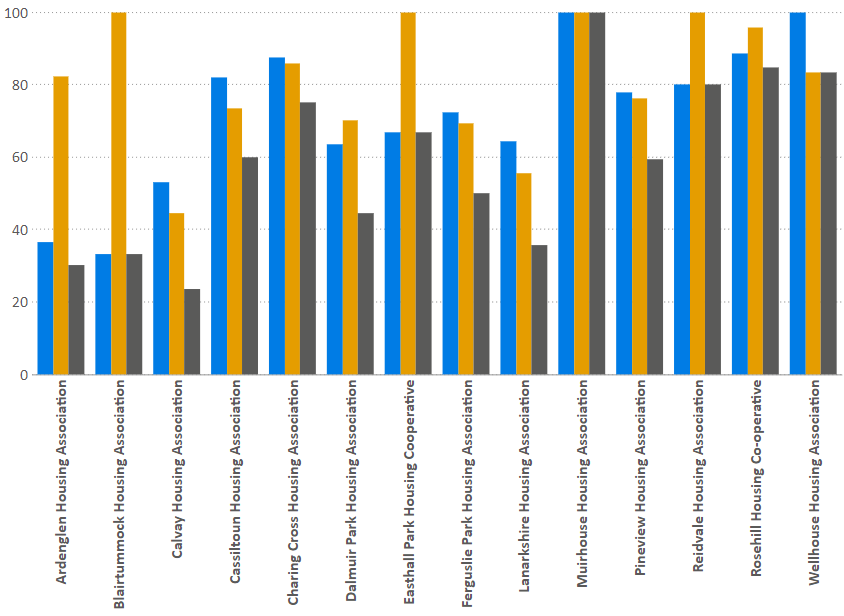 100
80
60
40
20
0
Ardenglen Housing Association
Blairtummock Housing Association
Calvay Housing Association
Cassiltoun Housing Association
Charing Cross Housing Association
Dalmuir Park Housing Association
Easthall Park Housing Cooperative
Ferguslie Park Housing Association
Lanarkshire Housing Association
Muirhouse Housing Association
Pineview Housing Association
Reidvale Housing Association
Rosehill Housing Co-operative
Wellhouse Housing Association